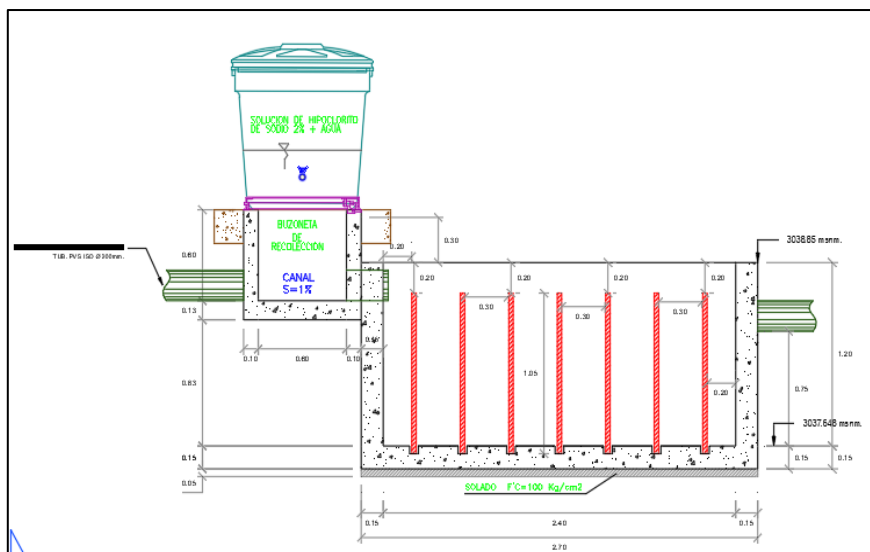 SOLUCION DE HIPOCLORITO
DE SODIO 2% + AGUA
BUZONETA
DE
RECOLECCIÓN
CANAL
S=1%
TUB. PVS ISO Ø300mm.
0.60
0.13
0.63
0.15
0.05
0.10
0.60
0.10
0.20
0.30
0.20
0.20
0.20
0.20
0.30
0.30
0.30
1.05
0.20
3038.85 msnm.
1.20
0.75
3037.648 msnm.
0.15
0.15
SOLADO F'C=100 Kg/cm2
0.15
2.40
0.15
2.70